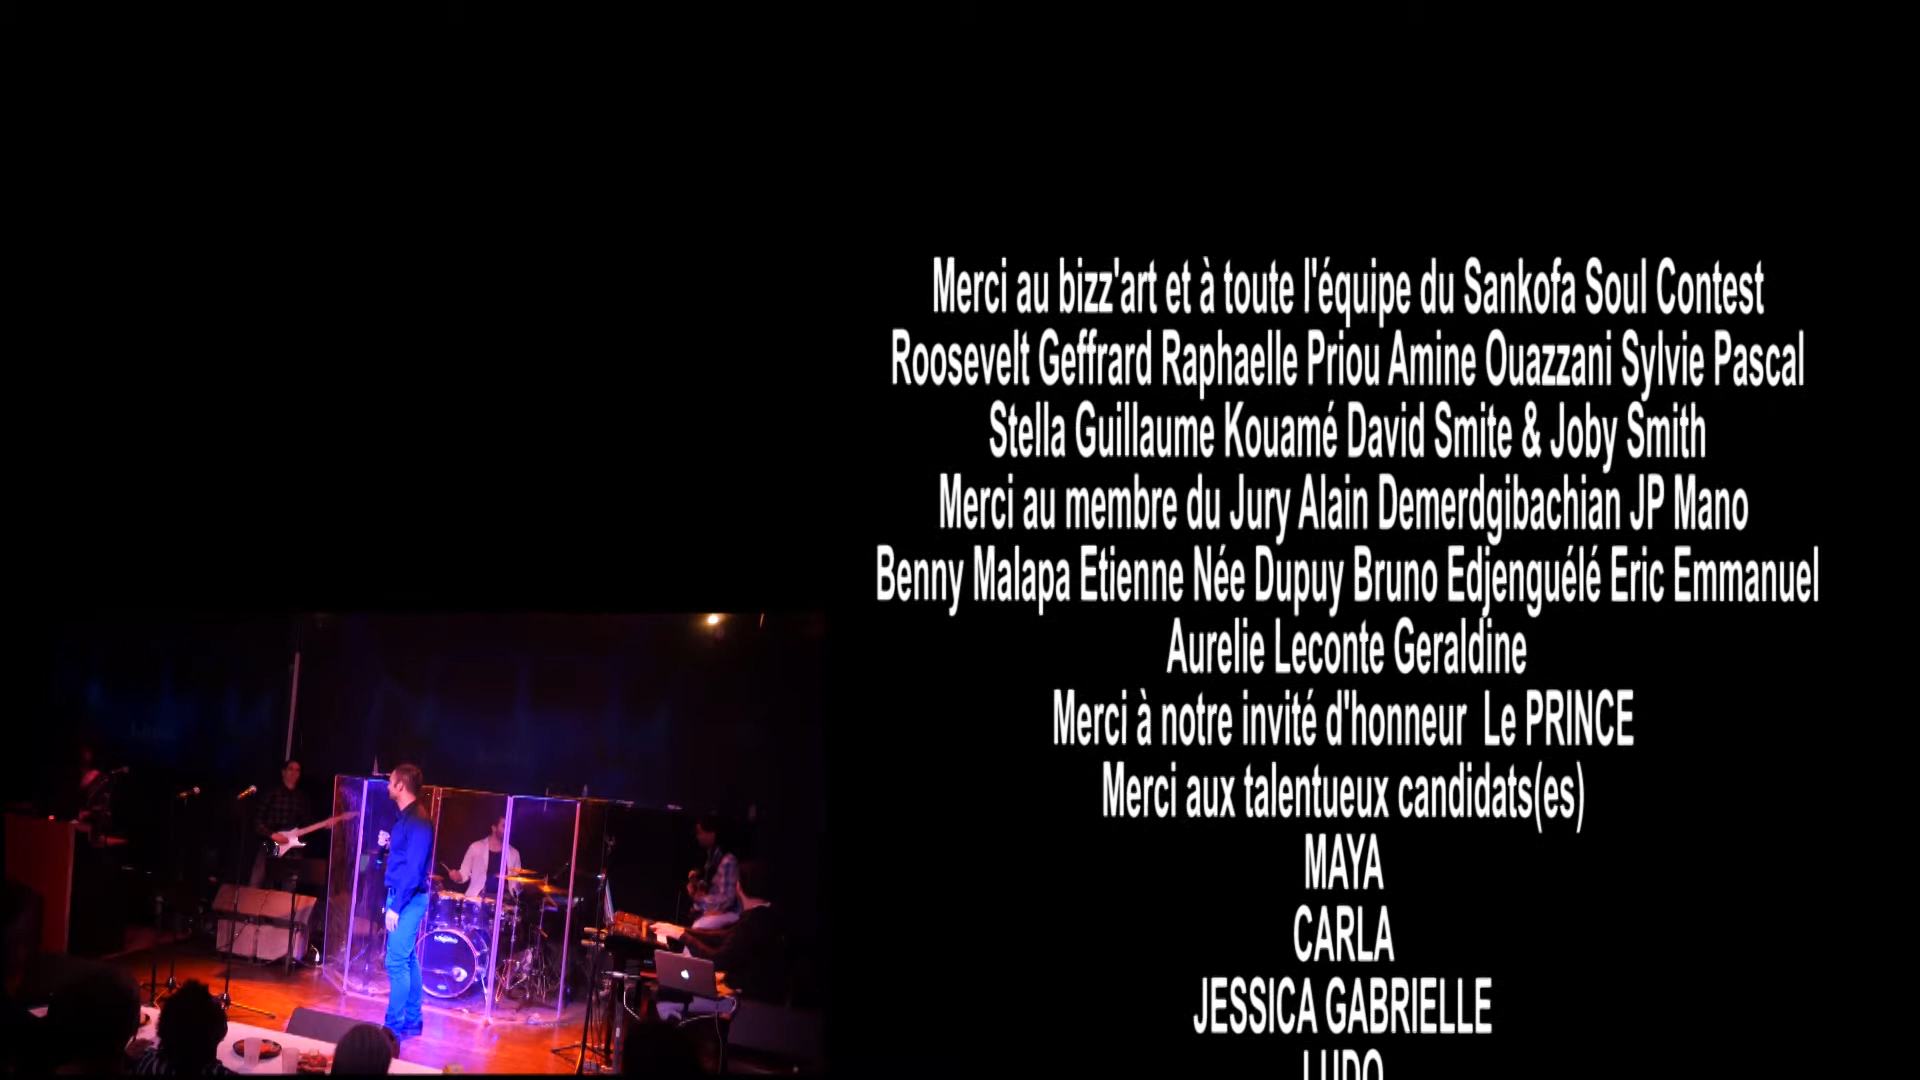 Merci au bizz'art et à toute l'équipe du Sankofa Soul Contest
Roosevelt Geffrard Raphaelle Priou Amine Ouazzani Sylvie Pascal
Stella Guillaume Kouamé David Smite & Joby Smith
Merci au membre du Jury Alain Demerdgibachian JP Mano
Benny Malapa Etienne Née Dupuy Bruno Edjenguélé Eric Emmanuel
Aurelie Leconte Geraldine
Merci à notre invité d'honneur  Le PRINCE
Merci aux talentueux candidats(es)
MAYA
CARLA
JESSICA GABRIELLE
LUDO